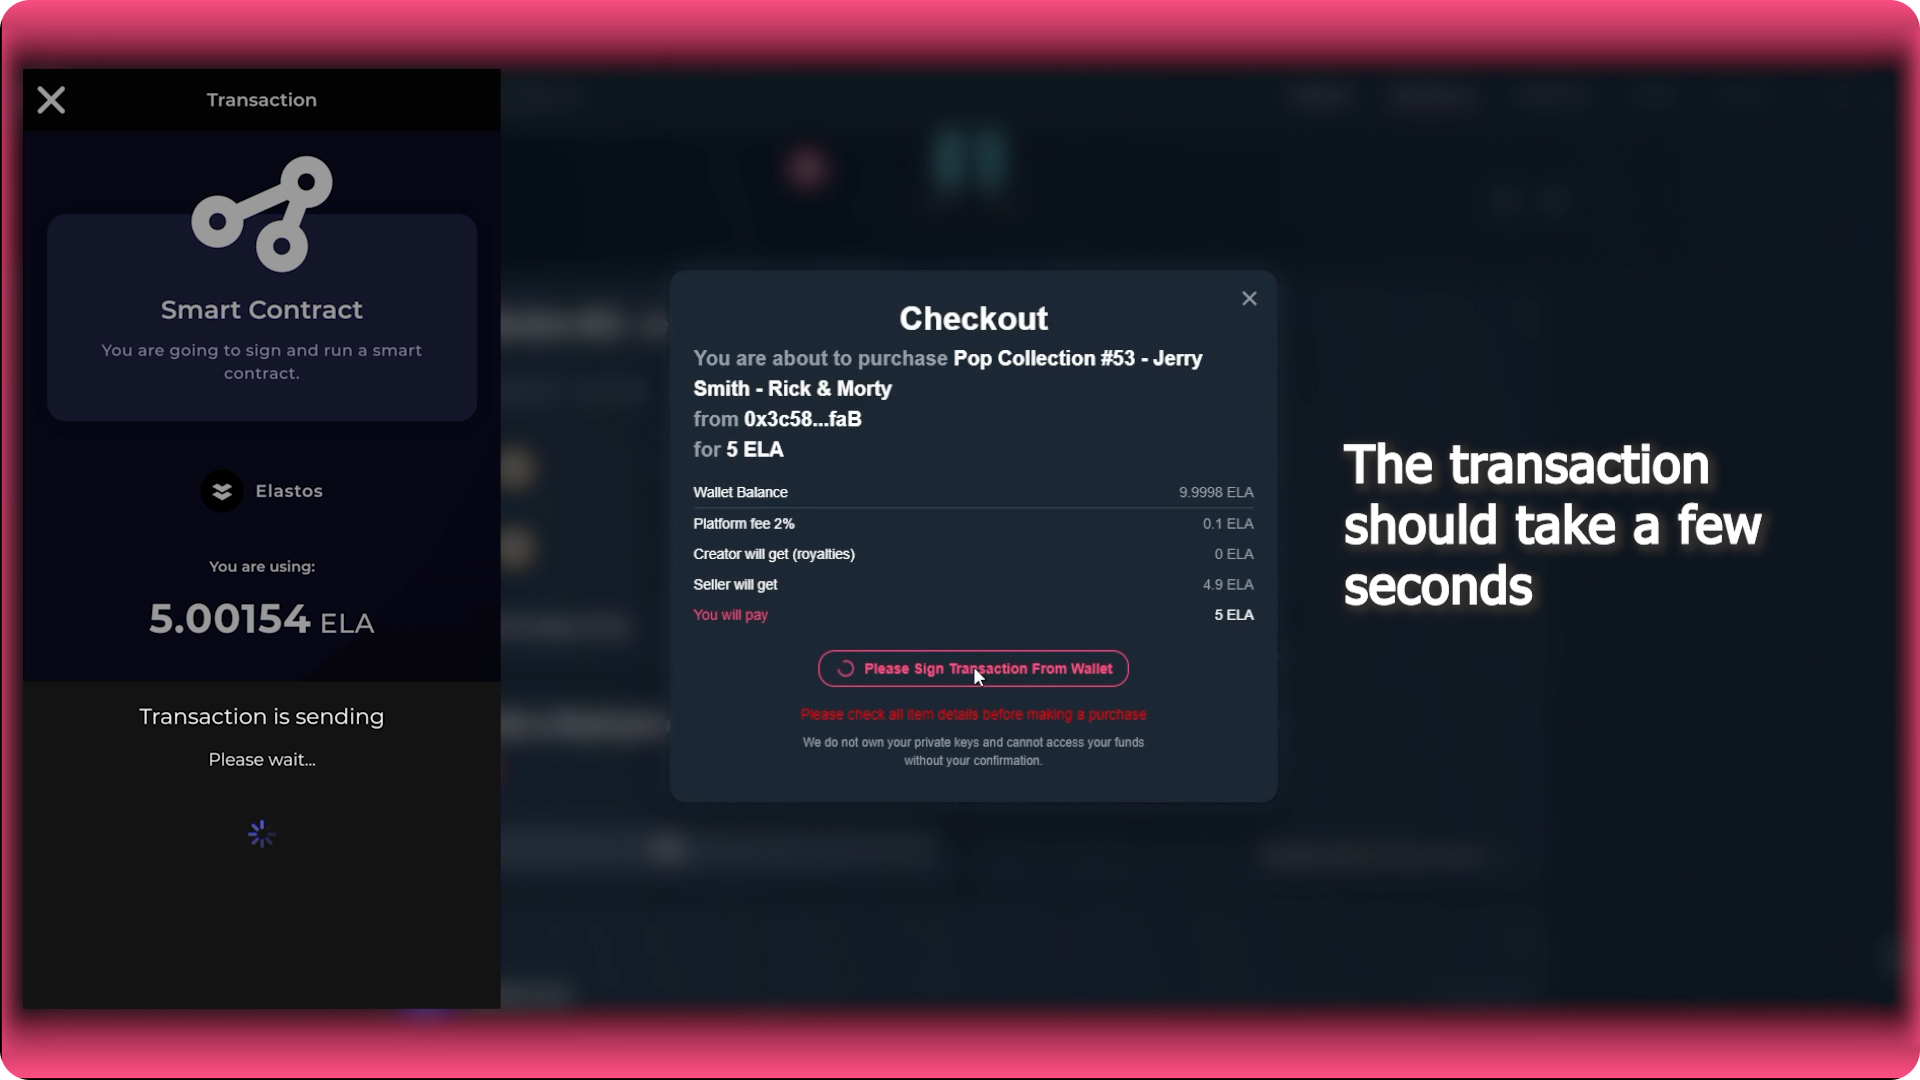 Transaction
Smart Contract
You are going to sign and run a smart
contract.
Elastos
You are using:
5.00154 ELA
Transaction is sending
Please wait...
Checkout
You are about to purchase Pop Collection #53 - Jerry
Smith - Rick & Morty
from 0x3c58...faB
for 5 ELA
Wallet Balance 9.9998 ELA
Platform fee 2% 0.1 ELA
Creator will get (royalties) 0 ELA
Seller will get 4.9 ELA
You will pay 5 ELA
Please Sign Transaction From Wallet
Please check all item details before making a purchase
We do not own your private keys and cannot access your funds
without your confirmation.
The transaction
should take a few
seconds